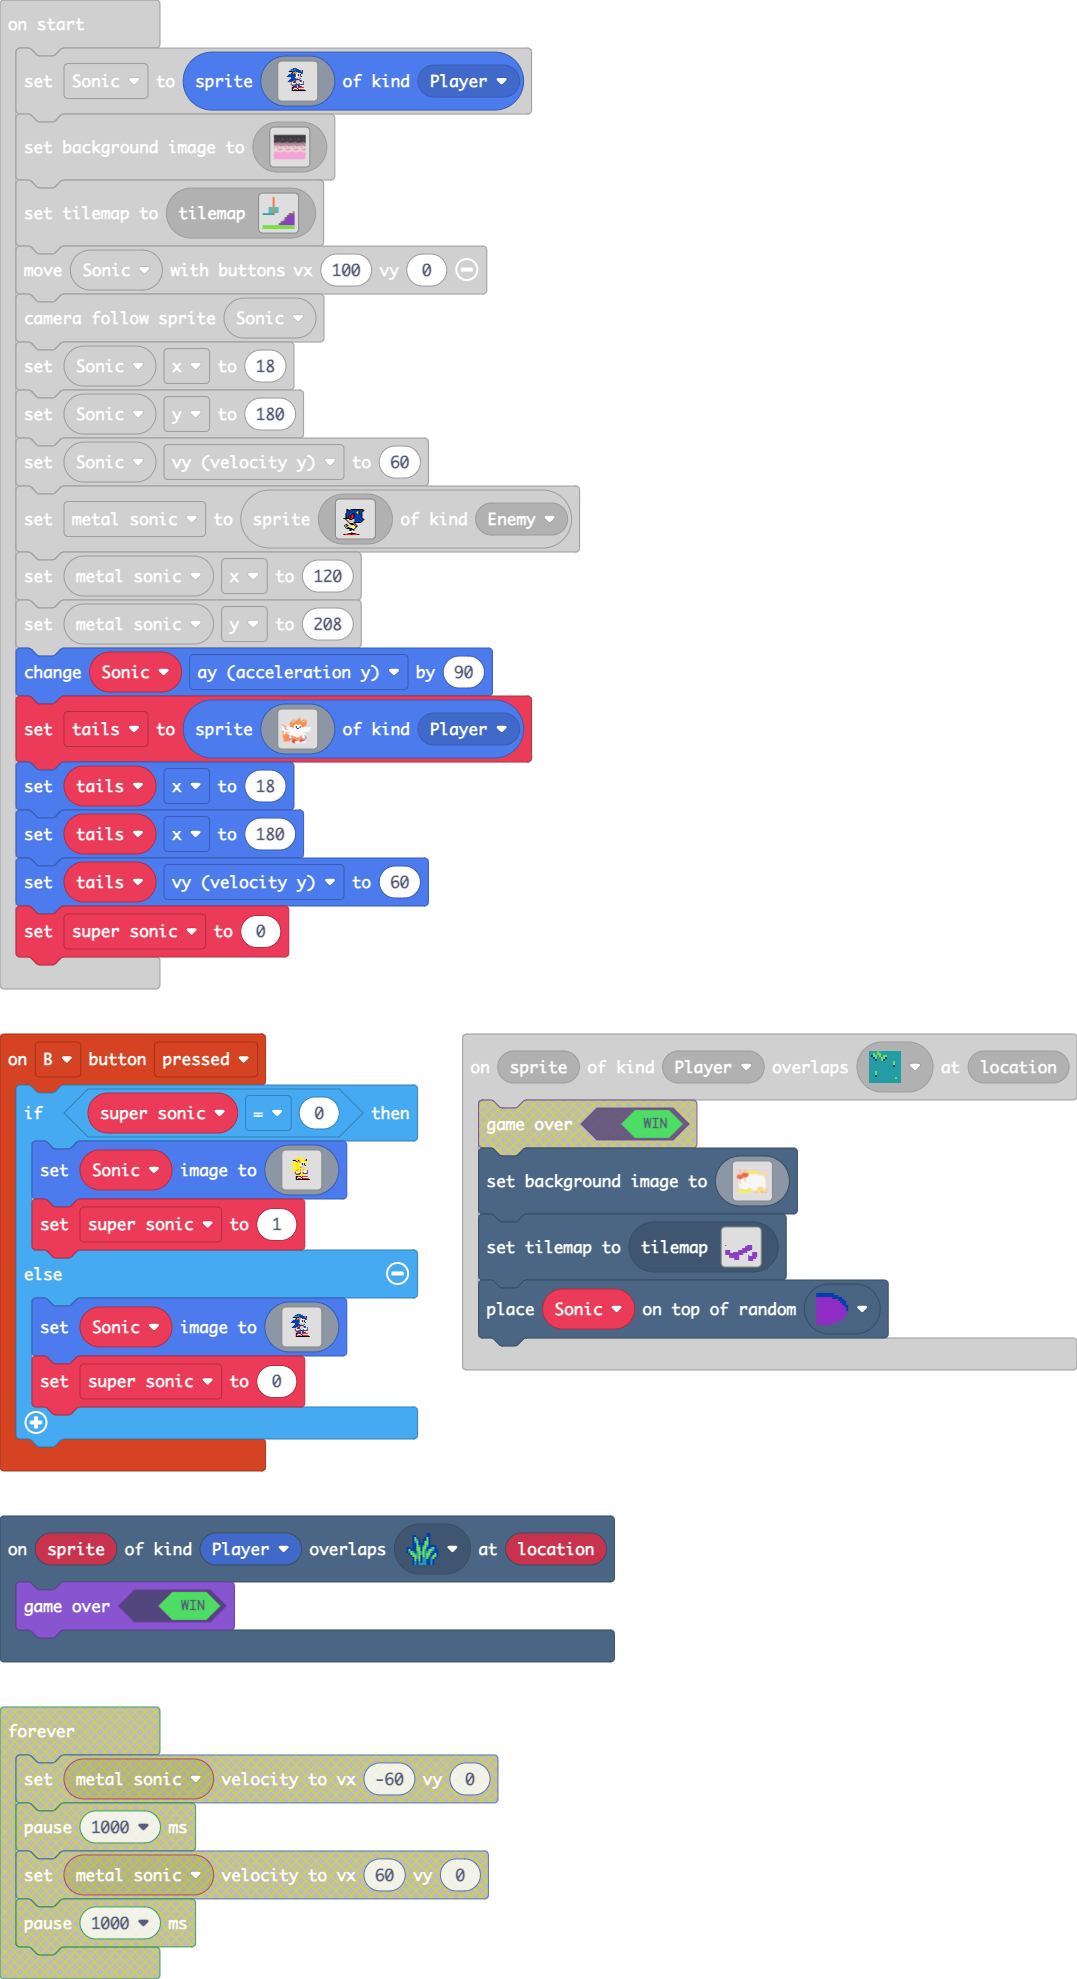 on start
set Sonic to sprite of kind Player
set background image to
set tilemap to tilemap
move Sonic with buttons vx 100 vy 0
camera follow sprite Sonic
set Sonic x to 18
set Sonic y to 180
set Sonic vy (velocity y) to 60
set metal sonic to sprite of kind Enemy
set metal sonic x to 120
set metal sonic y to 208
change Sonic ay (acceleration y) by 90
set tails to sprite of kind Player
set tails x to 18
set tails x to 180
set tails vy (velocity y) to 60
set super sonic to 0
on B button pressed
if super sonic = 0 then
set Sonic image to
set super sonic to 1
else
set Sonic image to
set super sonic to 0
on sprite of kind Player overlaps at location
game over WIN
set background image to
set tilemap to tilemap
place Sonic on top of random
on sprite of kind Player overlaps at location
game over WIN
forever
set metal sonic velocity to vx -60 vy 0
pause 1000 ms
set metal sonic velocity to vx 60 vy 0
pause 1000 ms